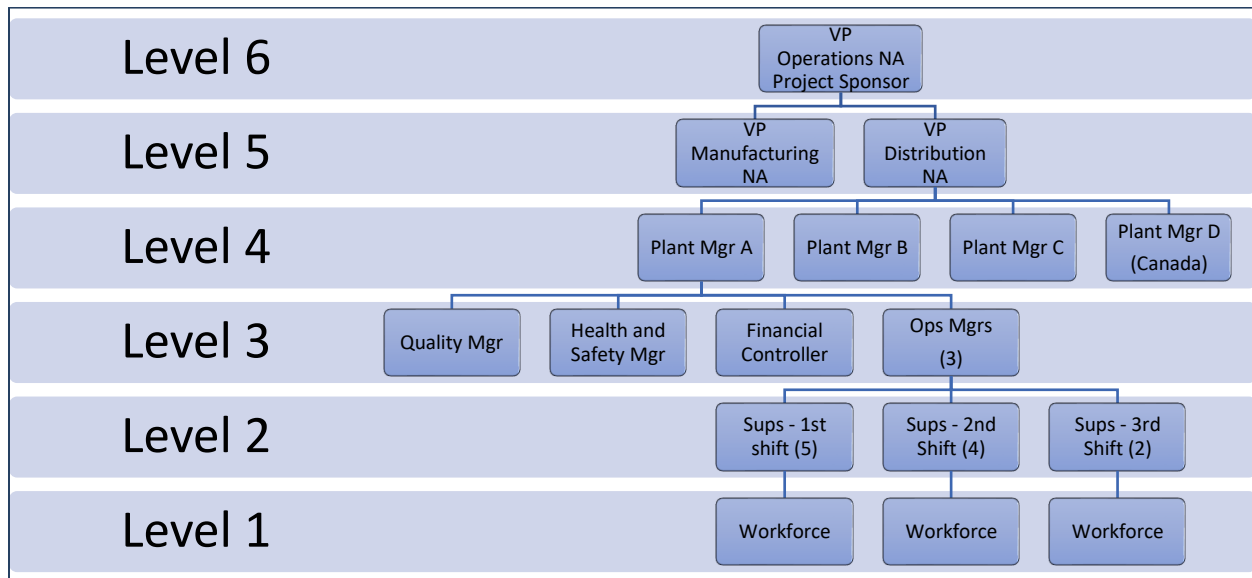 Level 6
VP
Operations NA
Project Sponsor
Level 5
VP
Manufacturing
NA
VP
Distribution
NA
Level 4
Plant Mgr A
Plant Mgr B
Plant Mgr C
Plant Mgr D
(Canada)
Level 3
Quality Mgr
Health and
Safety Mgr
Financial
Controller
Ops Mgrs
(3)
Level 2
Sups - 1st
shift (5)
Sups - 2nd
Shift (4)
Sups - 3rd
Shift (2)
Level 1
Workforce
Workforce
Workforce